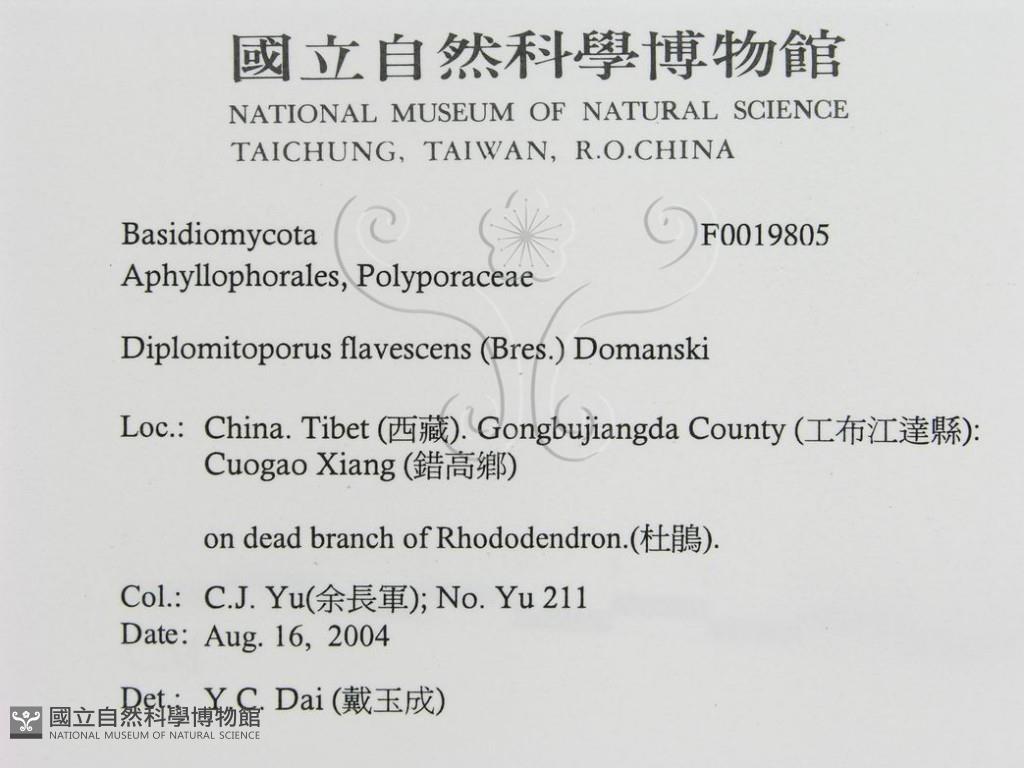 國立自然科學博物館
NATIONAL MUSEUM OF NATURAL SCIENCE
TAICHUNG, TAIWAN, R.O.CHINA
Basidiomycota F0019805
Aphyllophorales, Polyporaceae
Diplomitoporus flavescens (Bres.) Domanski
Loc.: China. Tibet (西藏). Gongbujiangda County (工布江達縣):
Cuogao Xiang (錯高鄉)
on dead branch of Rhododendron.(杜鵑).
Col.: C.J. Yu(余長軍); No. Yu 211
Date: Aug. 16, 2004
Det.: Y.C. Dai (戴玉成)
國立自然科學博物館
NATIONAL MUSEUM OF NATURAL SCIENCE